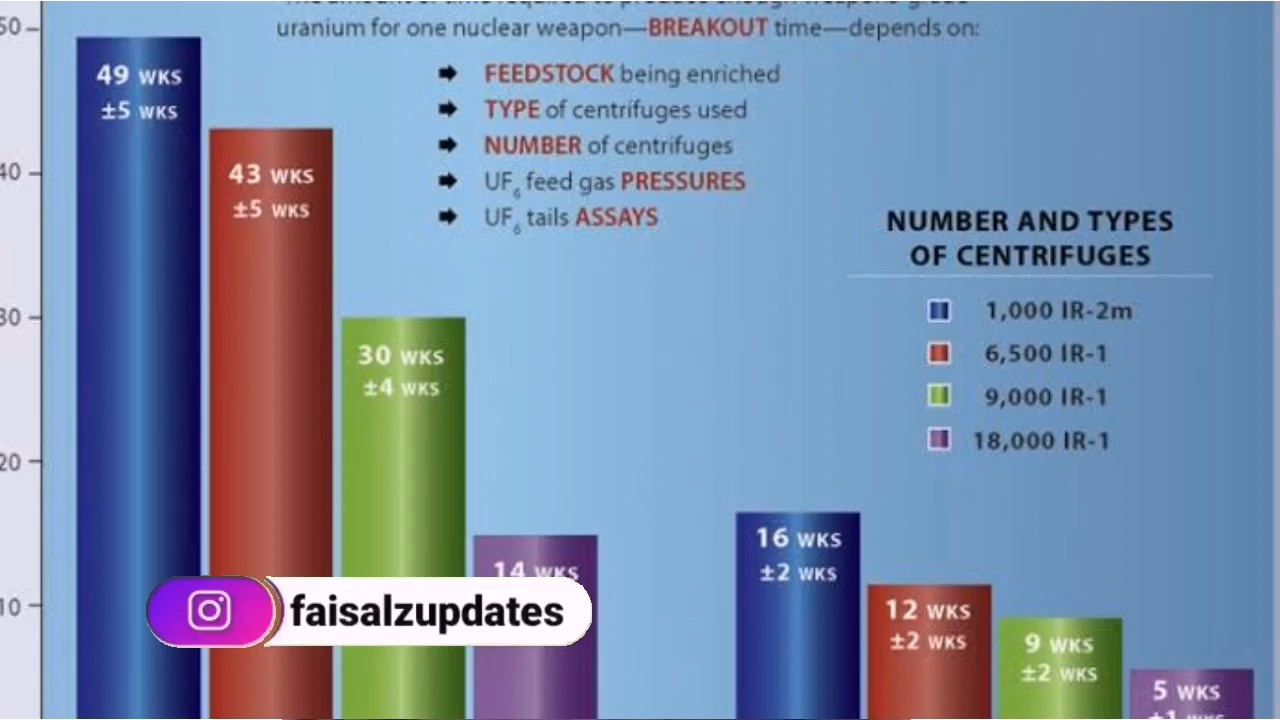 uranium for one nuclear weapon—BREAKOUT time—depends on:
FEEDSTOCK being enriched
TYPE of centrifuges used
NUMBER of centrifuges
UF6 feed gas PRESSURES
UF6 tails ASSAYS
NUMBER AND TYPES
OF CENTRIFUGES
1,000 IR-2m
6,500 IR-1
9,000 IR-1
18,000 IR-1
50
40
30
20
10
49 WKS
±5 WKS
43 WKS
±5 WKS
30 WKS
±4 WKS
14 WKS
16 WKS
±2 WKS
12 WKS
±2 WKS
9 WKS
±2 WKS
5 WKS
faisalzupdates